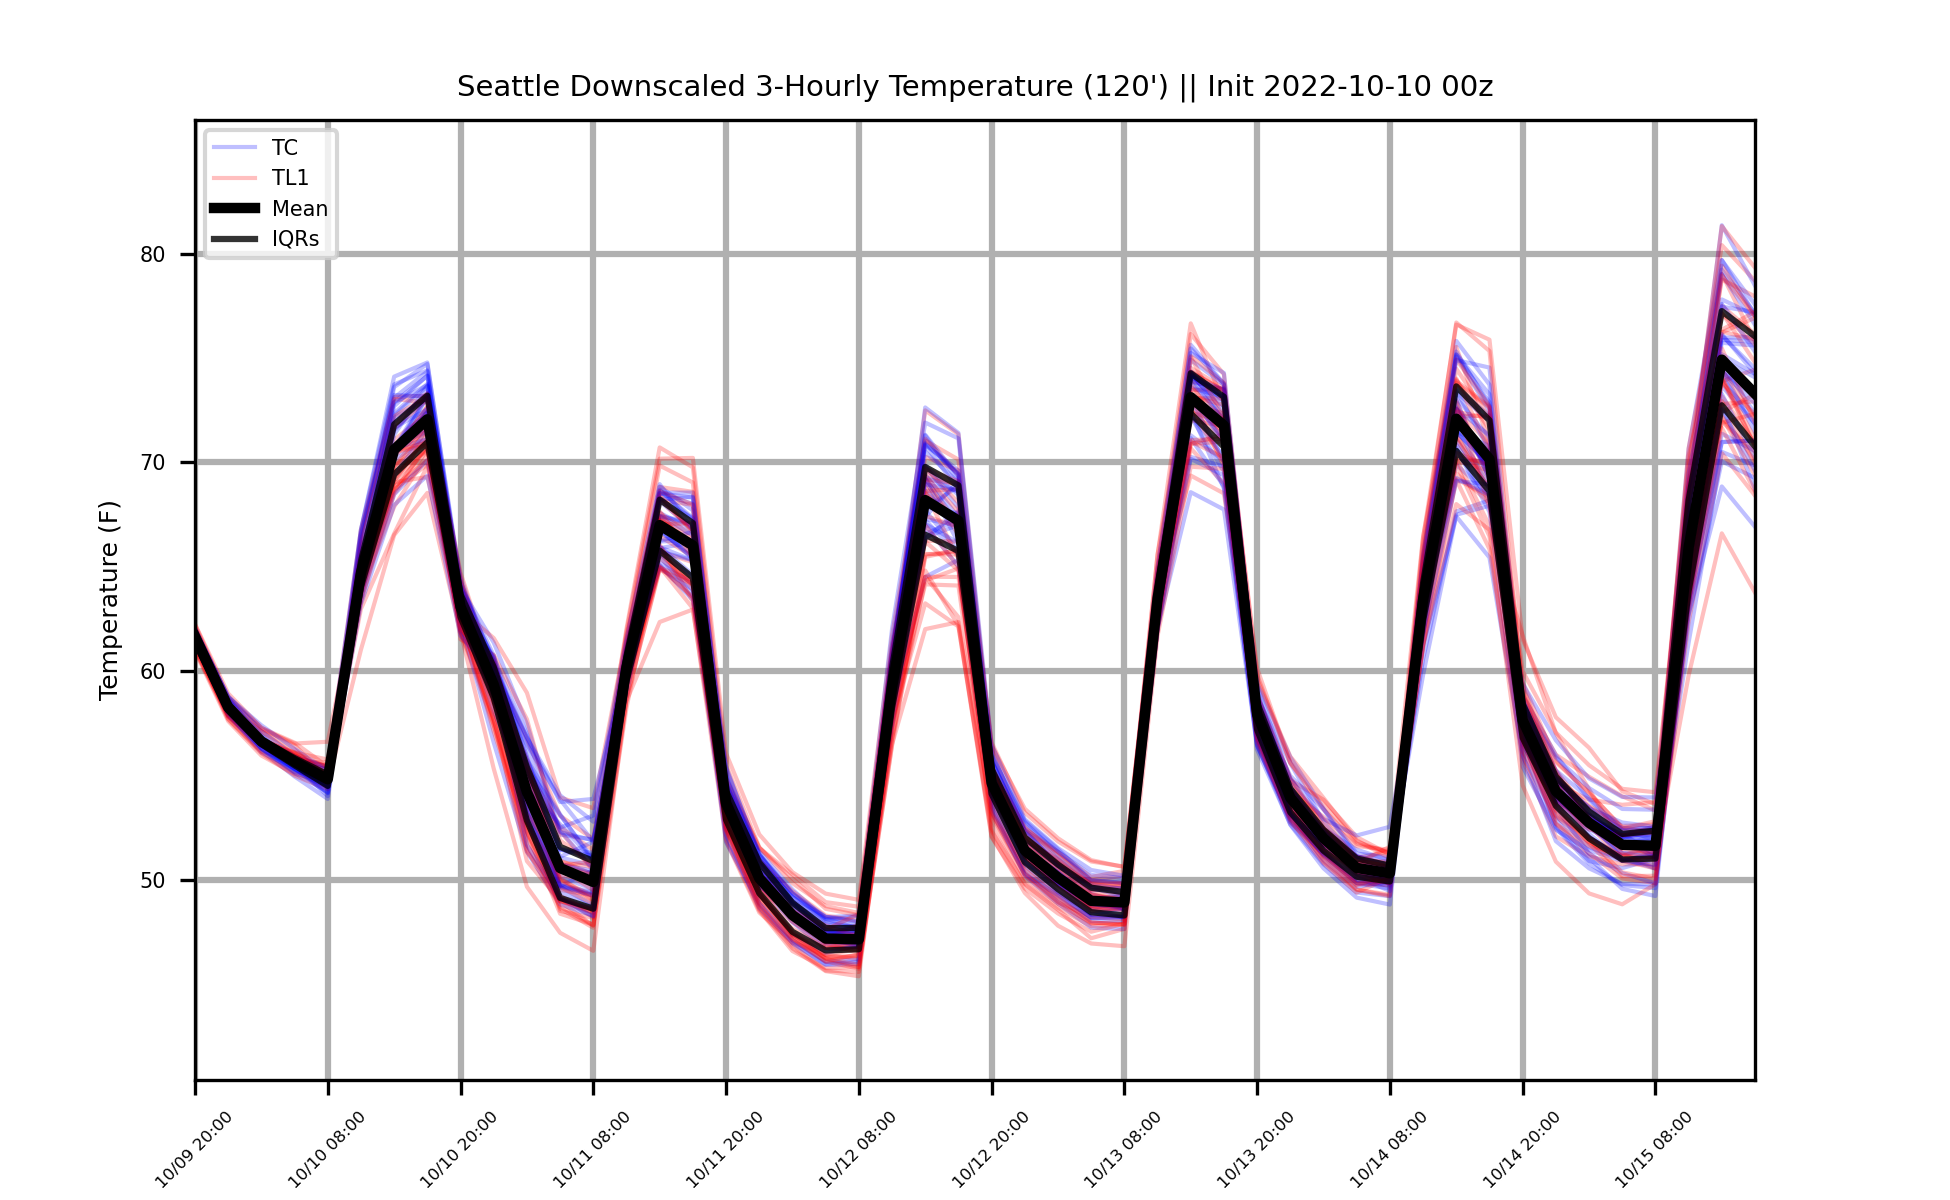 Seattle Downscaled 3-Hourly Temperature (120') || Init 2022-10-10 00z
TC
TL1
Mean
IQRs
Temperature (F)
80
70
60
50
10/09 20:00
10/10 08:00
10/10 20:00
10/11 08:00
10/11 20:00
10/12 08:00
10/12 20:00
10/13 08:00
10/13 20:00
10/14 08:00
10/14 20:00
10/15 08:00